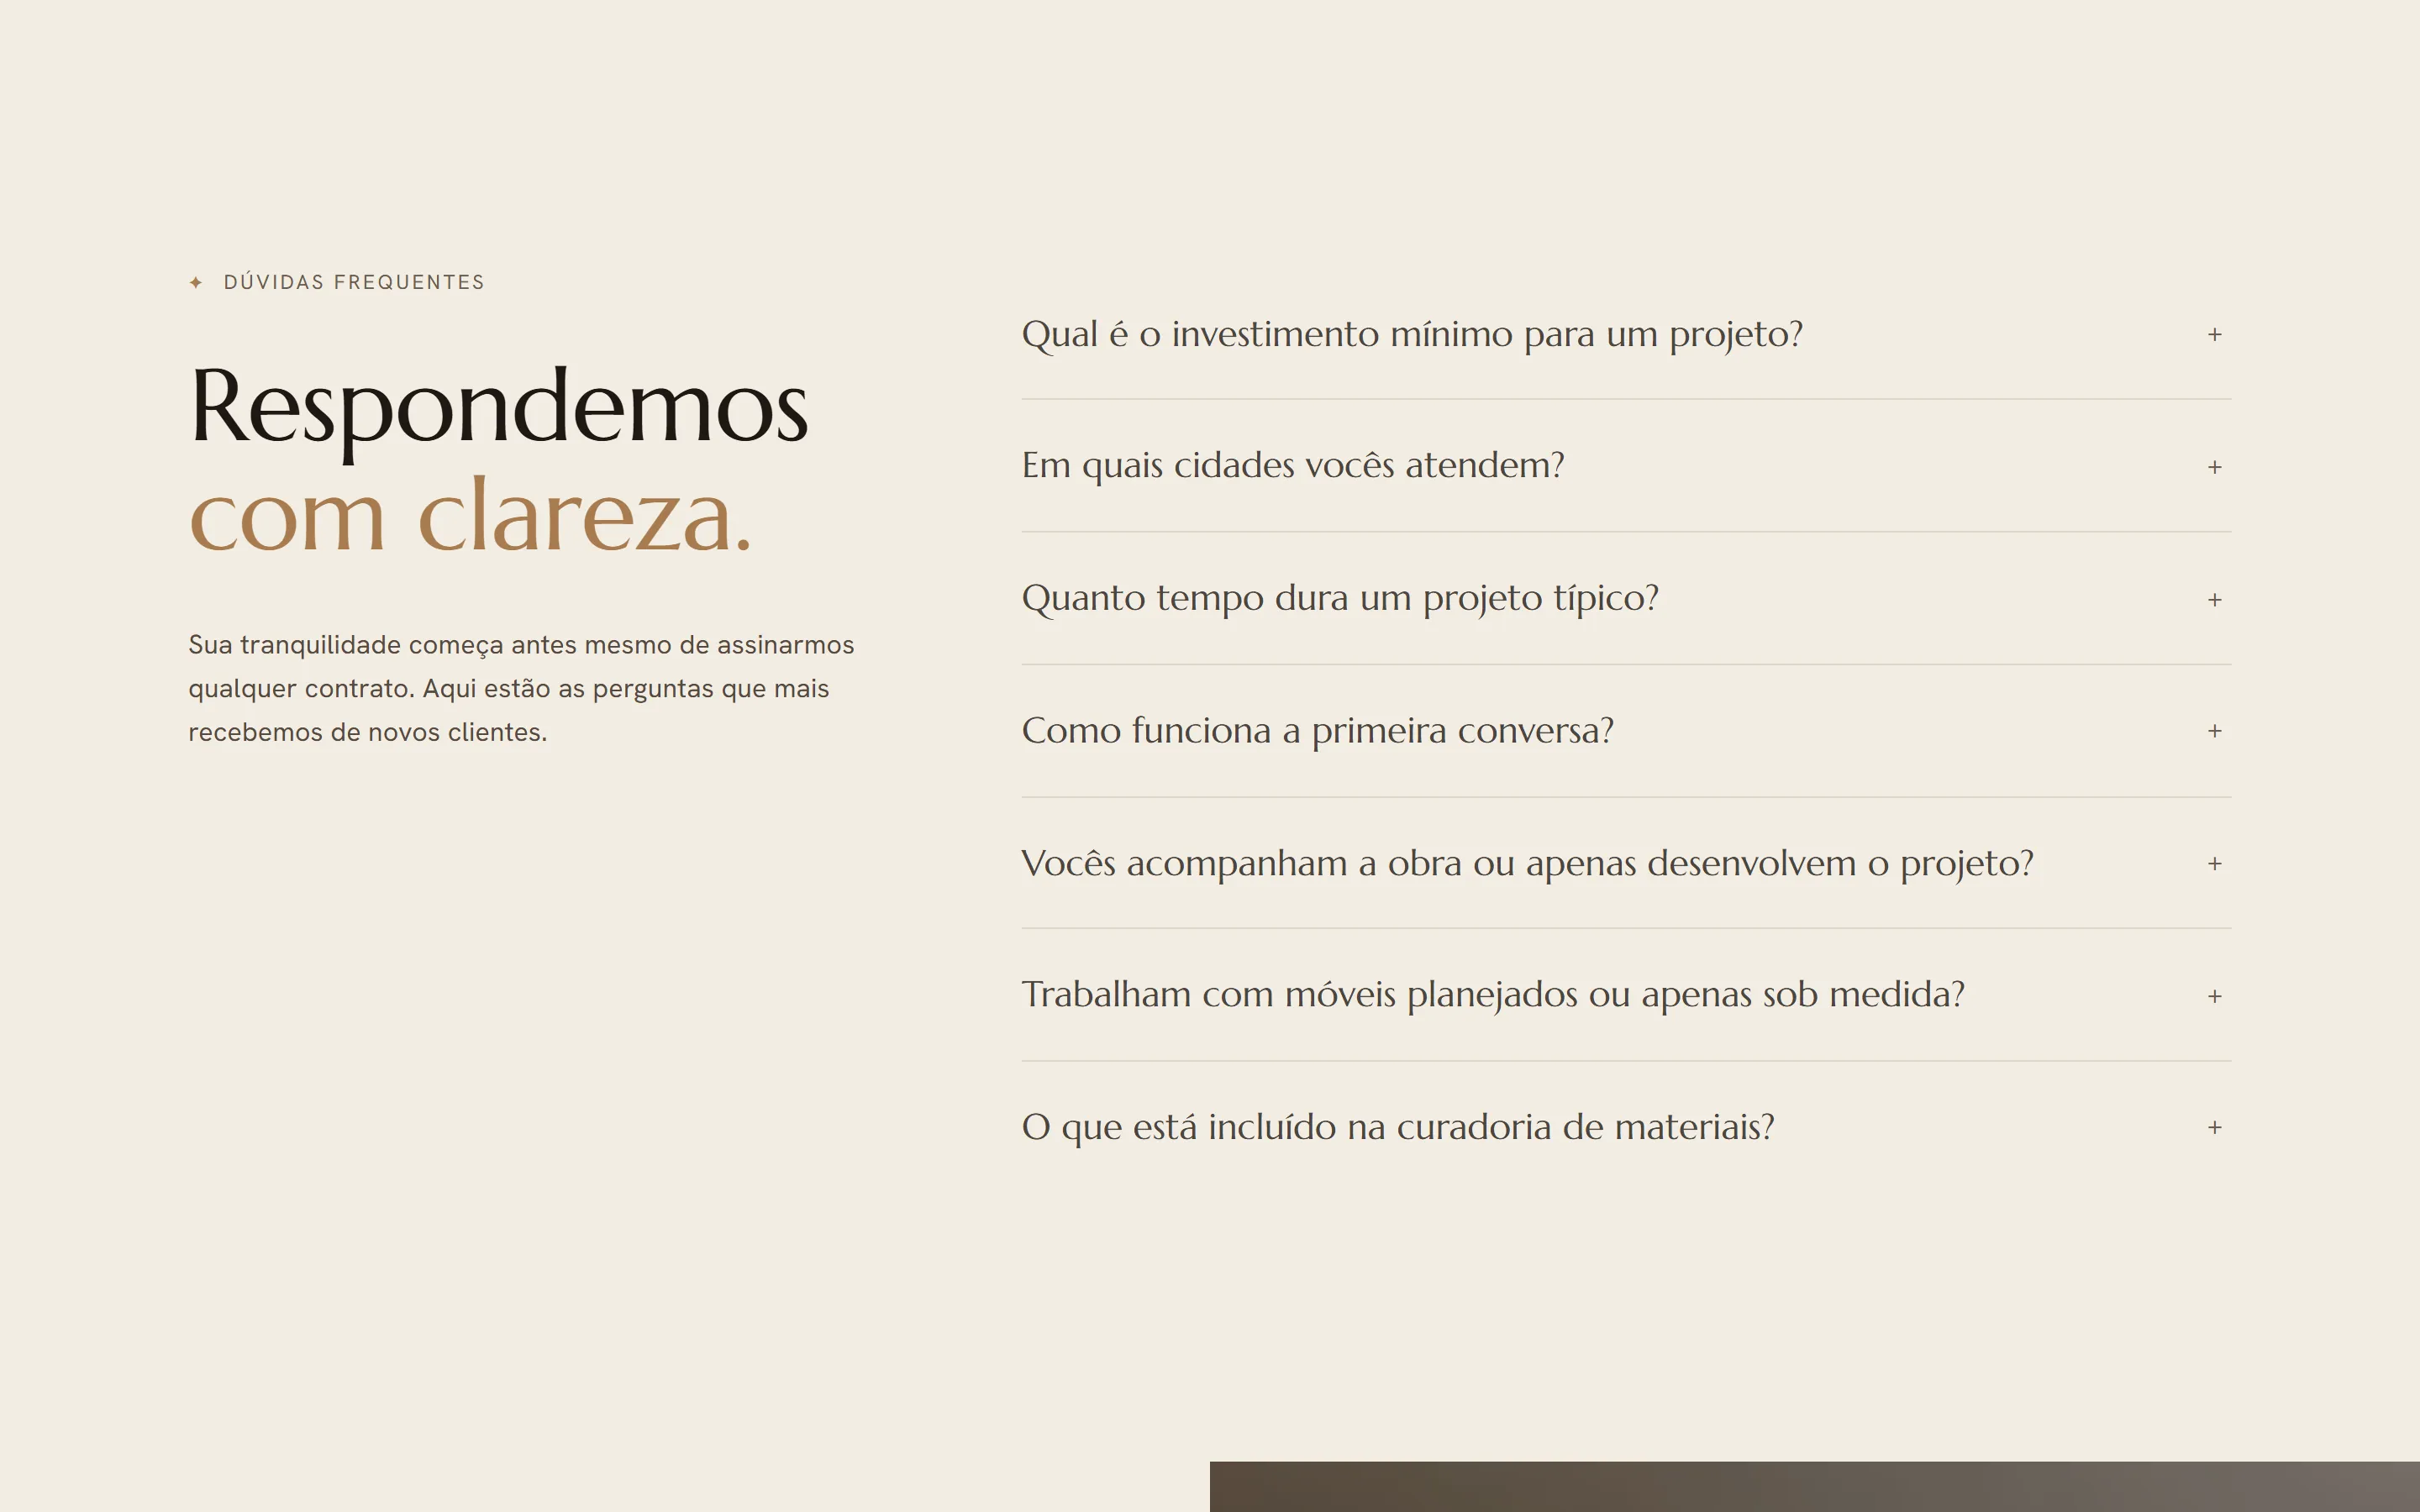 ✦ DÚVIDAS FREQUENTES
Respondemos
com clareza.
Sua tranquilidade começa antes mesmo de assinarmos
qualquer contrato. Aqui estão as perguntas que mais
recebemos de novos clientes.
Qual é o investimento mínimo para um projeto? +
Em quais cidades vocês atendem? +
Quanto tempo dura um projeto típico? +
Como funciona a primeira conversa? +
Vocês acompanham a obra ou apenas desenvolvem o projeto? +
Trabalham com móveis planejados ou apenas sob medida? +
O que está incluído na curadoria de materiais? +